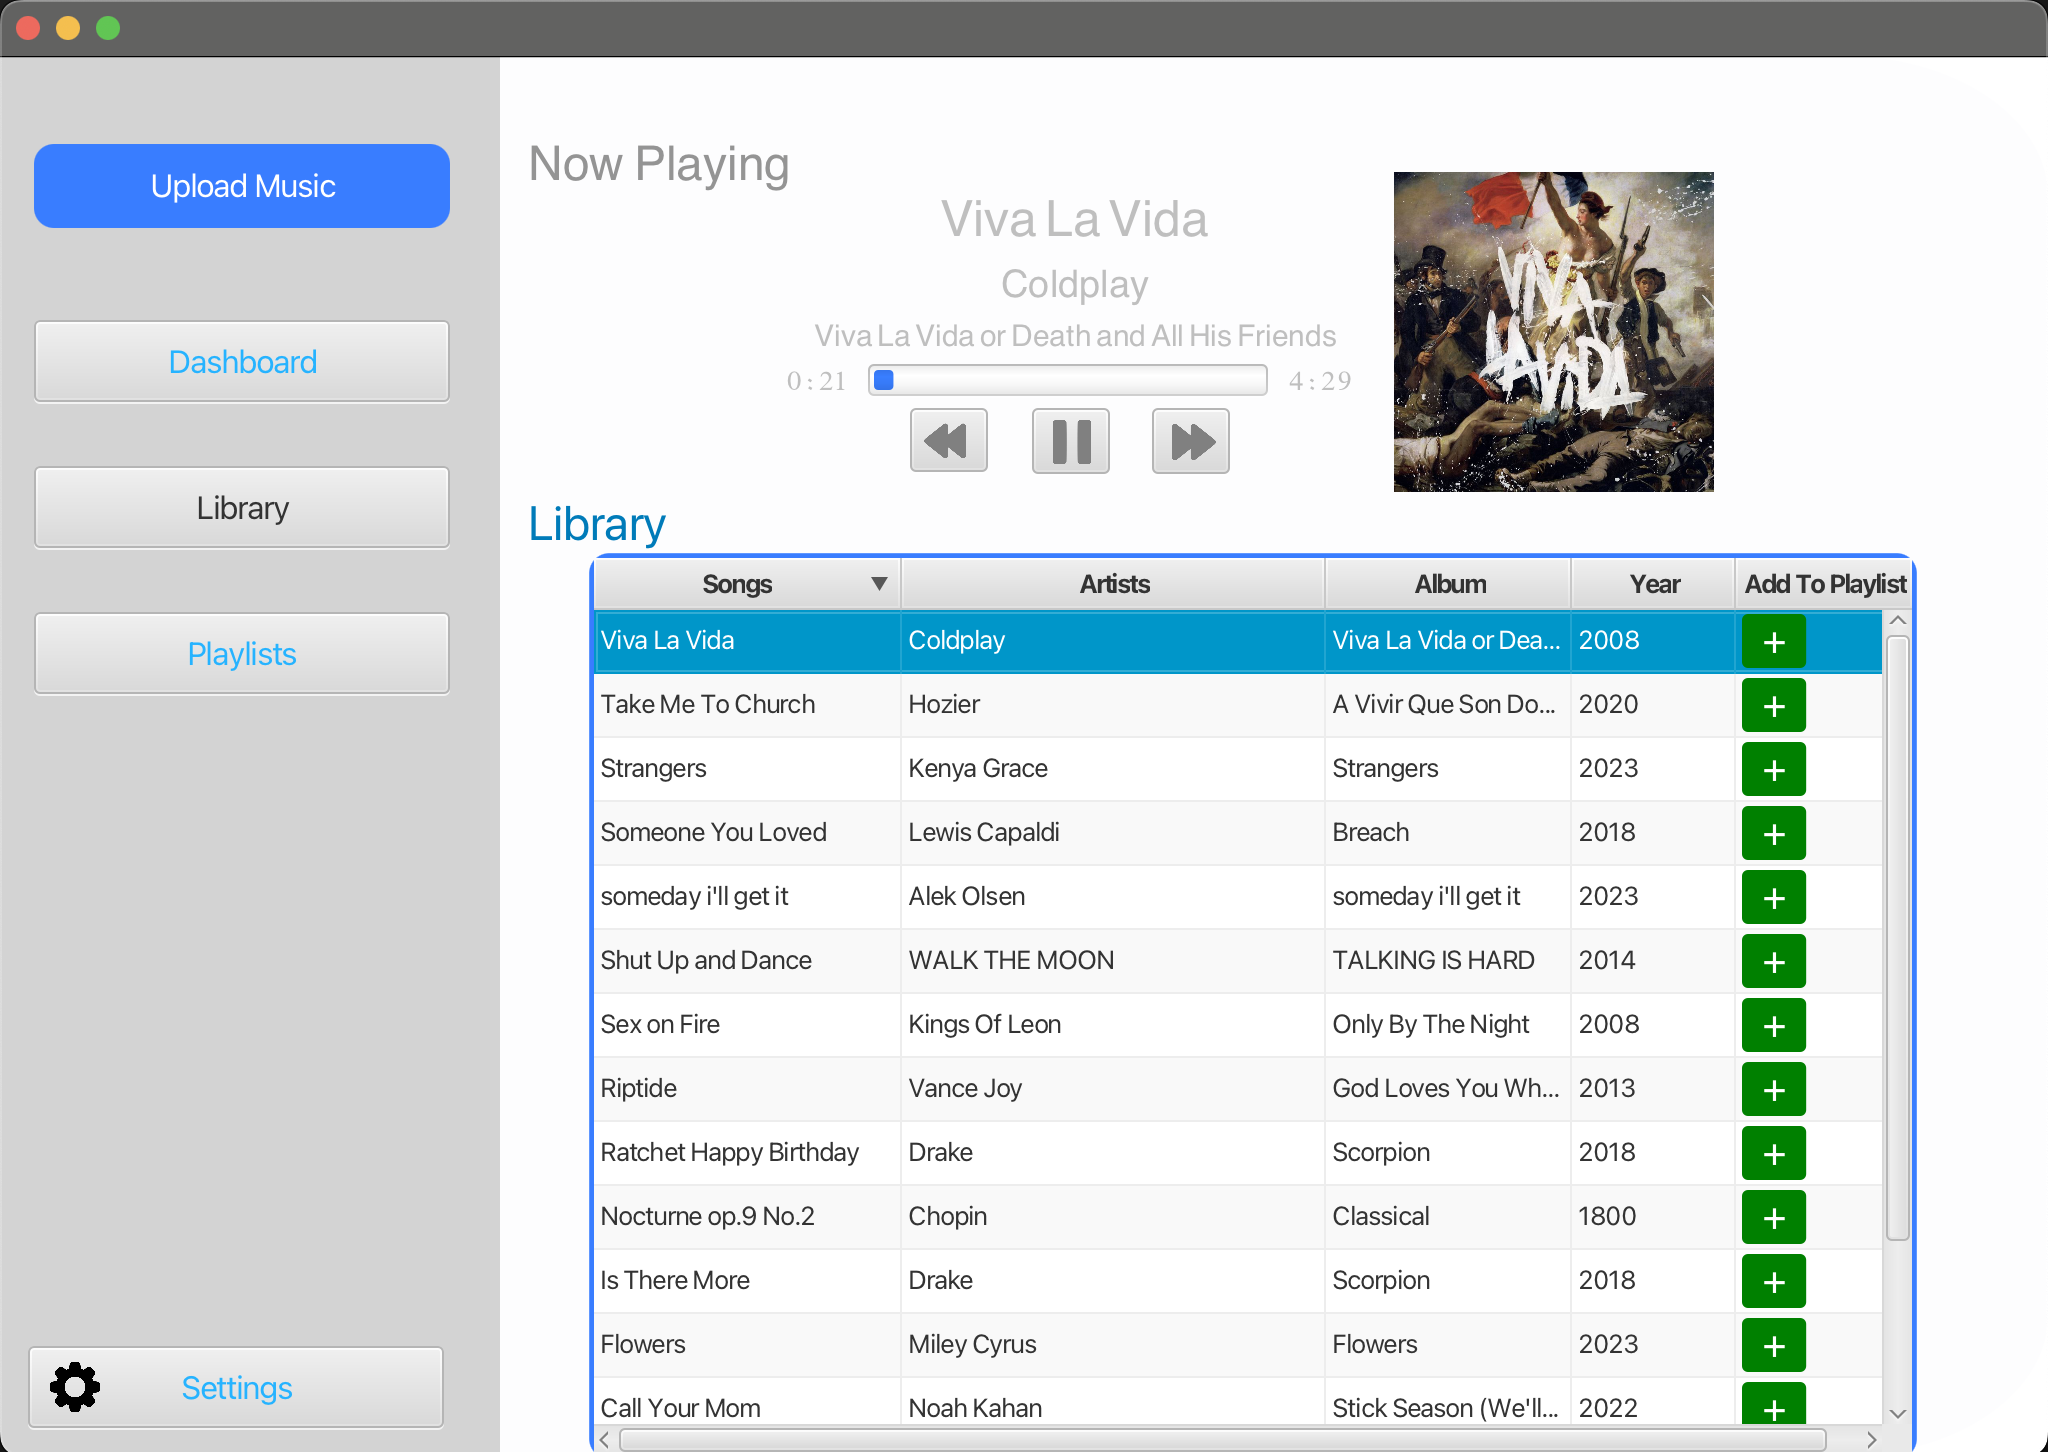 Upload Music
Dashboard
Library
Playlists
Settings
Now Playing
Viva La Vida
Coldplay
Viva La Vida or Death and All His Friends
0:21 4:29
VIVA
LA VIDA
Library
Songs Artists Album Year Add To Playlist
Viva La Vida Coldplay Viva La Vida or Dea... 2008 +
Take Me To Church Hozier A Vivir Que Son Do... 2020 +
Strangers Kenya Grace Strangers 2023 +
Someone You Loved Lewis Capaldi Breach 2018 +
someday i'll get it Alek Olsen someday i'll get it 2023 +
Shut Up and Dance WALK THE MOON TALKING IS HARD 2014 +
Sex on Fire Kings Of Leon Only By The Night 2008 +
Riptide Vance Joy God Loves You Wh... 2013 +
Ratchet Happy Birthday Drake Scorpion 2018 +
Nocturne op.9 No.2 Chopin Classical 1800 +
Is There More Drake Scorpion 2018 +
Flowers Miley Cyrus Flowers 2023 +
Call Your Mom Noah Kahan Stick Season (We'll... 2022 +